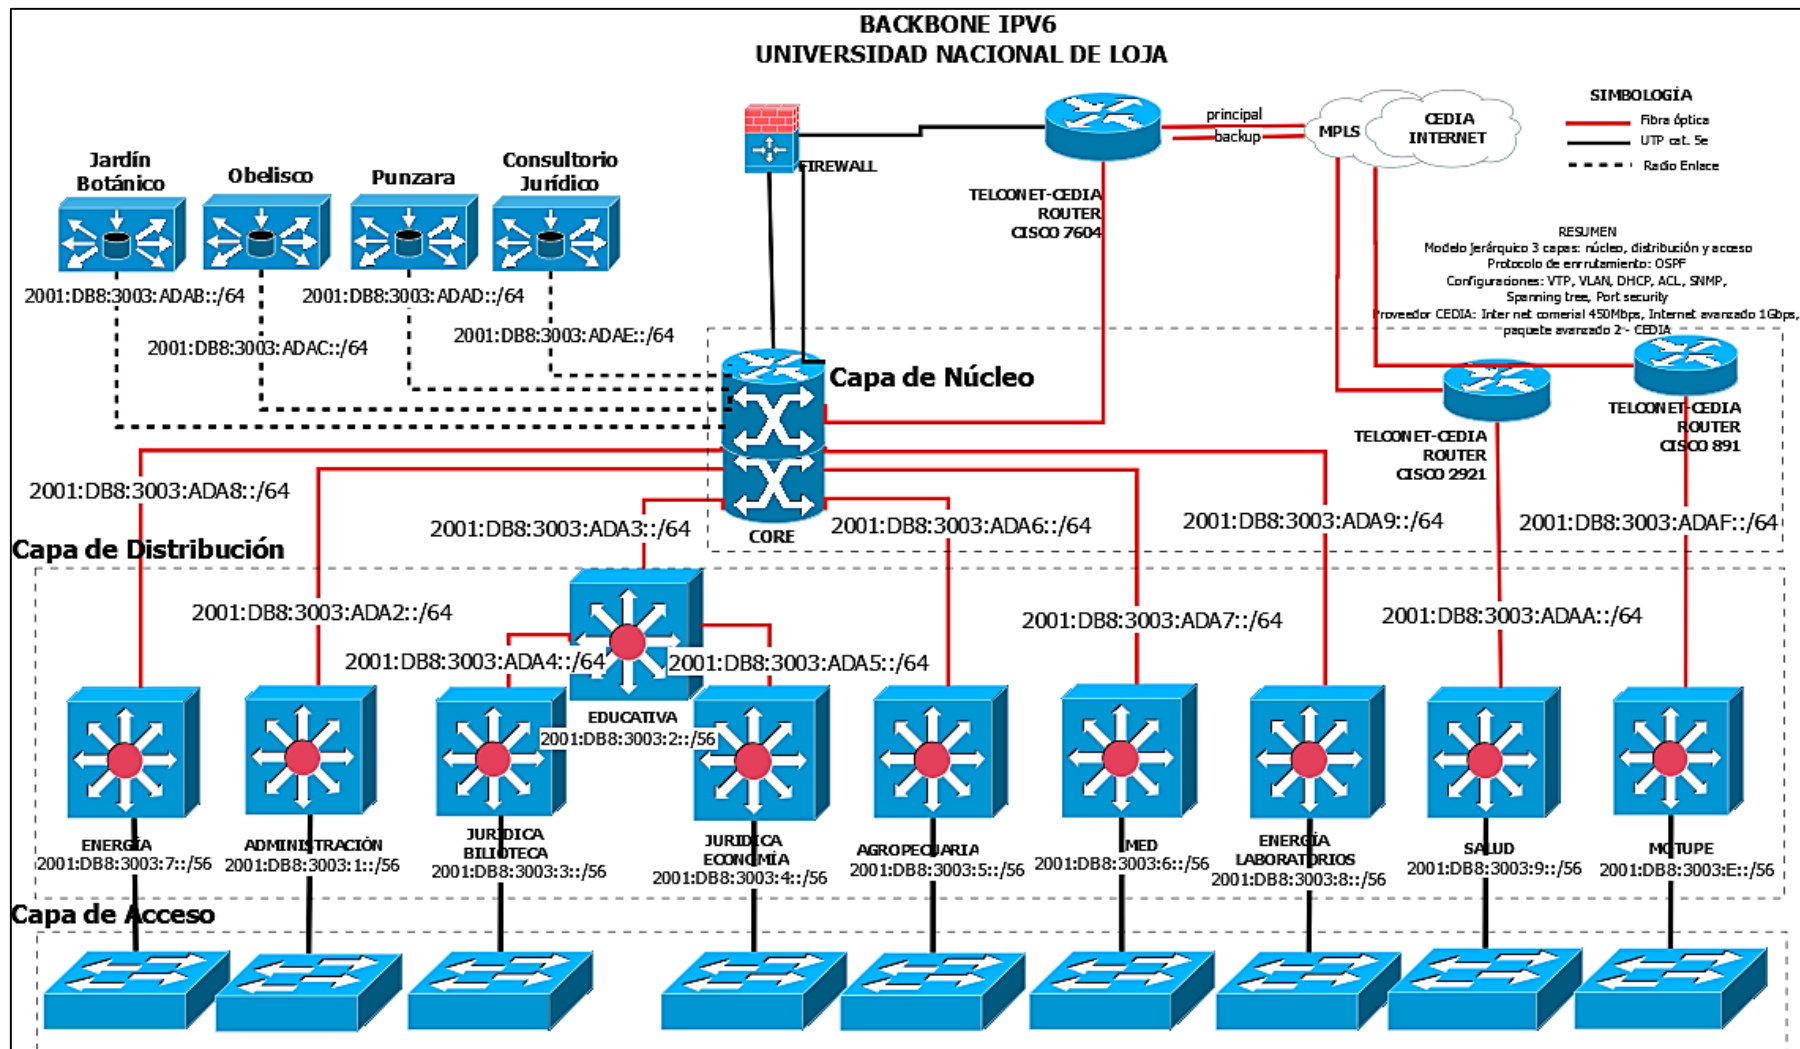 BACKBONE IPV6
UNIVERSIDAD NACIONAL DE LOJA
SIMBOLOGÍA
Fibra óptica
UTP cat. 5e
Radio Enlace
principal
backup
MPLS
CEDIA
INTERNET
FIREWALL
TELCONET-CEDIA
ROUTER
CISCO 7604
Jardín
Botánico
Obelisco
Punzara
Consultorio
Jurídico
2001:DB8:3003:ADAB::/64
2001:DB8:3003:ADAD::/64
2001:DB8:3003:ADAC::/64
2001:DB8:3003:ADAE::/64
RESUMEN
Modelo jerárquico 3 capas: núcleo, distribución y acceso
Protocolo de enrrutamiento: OSPF
Configuraciones: VTP, VLAN, DHCP, ACL, SNMP,
Spanning tree, Port security
Proveedor CEDIA: Inter net comerial 450Mbps, Internet avanzado 1Gbps,
paquete avanzado 2 - CEDIA
Capa de Núcleo
TELCONET-CEDIA
ROUTER
CISCO 2921
TELCONET-CEDIA
ROUTER
CISCO 891
CORE
2001:DB8:3003:ADA8::/64
2001:DB8:3003:ADA3::/64
2001:DB8:3003:ADA6::/64
2001:DB8:3003:ADA9::/64
2001:DB8:3003:ADAF::/64
Capa de Distribución
2001:DB8:3003:ADA2::/64
2001:DB8:3003:ADA7::/64
2001:DB8:3003:ADAA::/64
2001:DB8:3003:ADA4::/64
2001:DB8:3003:ADA5::/64
EDUCATIVA
2001:DB8:3003:2::/56
ENERGÍA
2001:DB8:3003:7::/56
ADMINISTRACIÓN
2001:DB8:3003:1::/56
JURIDICA
BILIOTECA
2001:DB8:3003:3::/56
JURIDICA
ECONOMÍA
2001:DB8:3003:4::/56
AGROPECUARIA
2001:DB8:3003:5::/56
MED
2001:DB8:3003:6::/56
ENERGÍA
LABORATORIOS
2001:DB8:3003:8::/56
SALUD
2001:DB8:3003:9::/56
MOTUPE
2001:DB8:3003:E::/56
Capa de Acceso